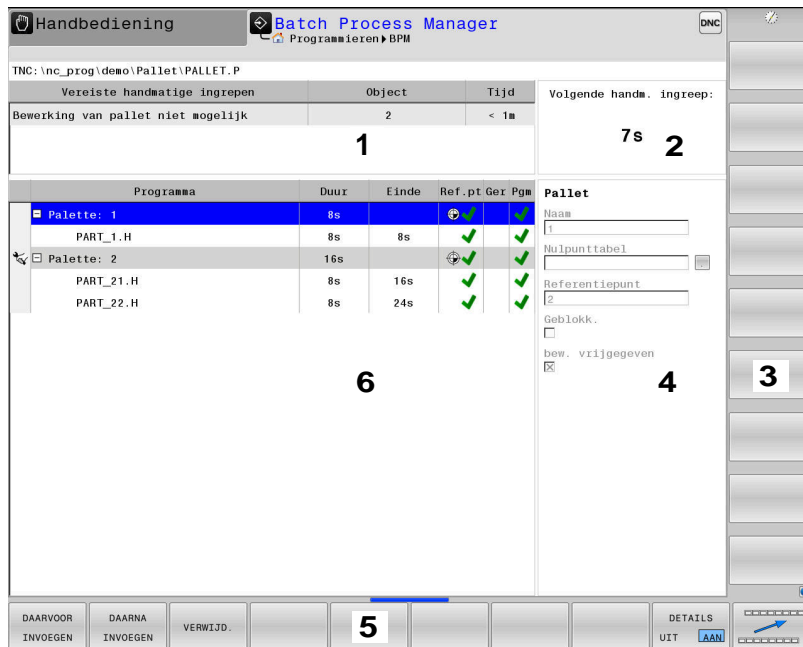 Handbediening
Batch Process Manager
DNC
Programmieren BPM
TNC:\nc_prog\demo\Pallet\PALLET.P
Vereiste handmatige ingrepen Object Tijd
Bewerking van pallet niet mogelijk 2 < 1m
1
Volgende handm. ingreep:
7s
2
Programma Duur Einde Ref.pt Ger Pgm
Palette: 1 8s
PART_1.H 8s 8s
Palette: 2 16s
PART_21.H 8s 16s
PART_22.H 8s 24s
6
Pallet
Naam
1
Nulpunttabel
Referentiepunt
2
Geblokk.
bew. vrijgegeven
4
3
DAARVOOR INVOEGEN
DAARNA INVOEGEN
VERWIJD.
5
DETAILS
UIT AAN